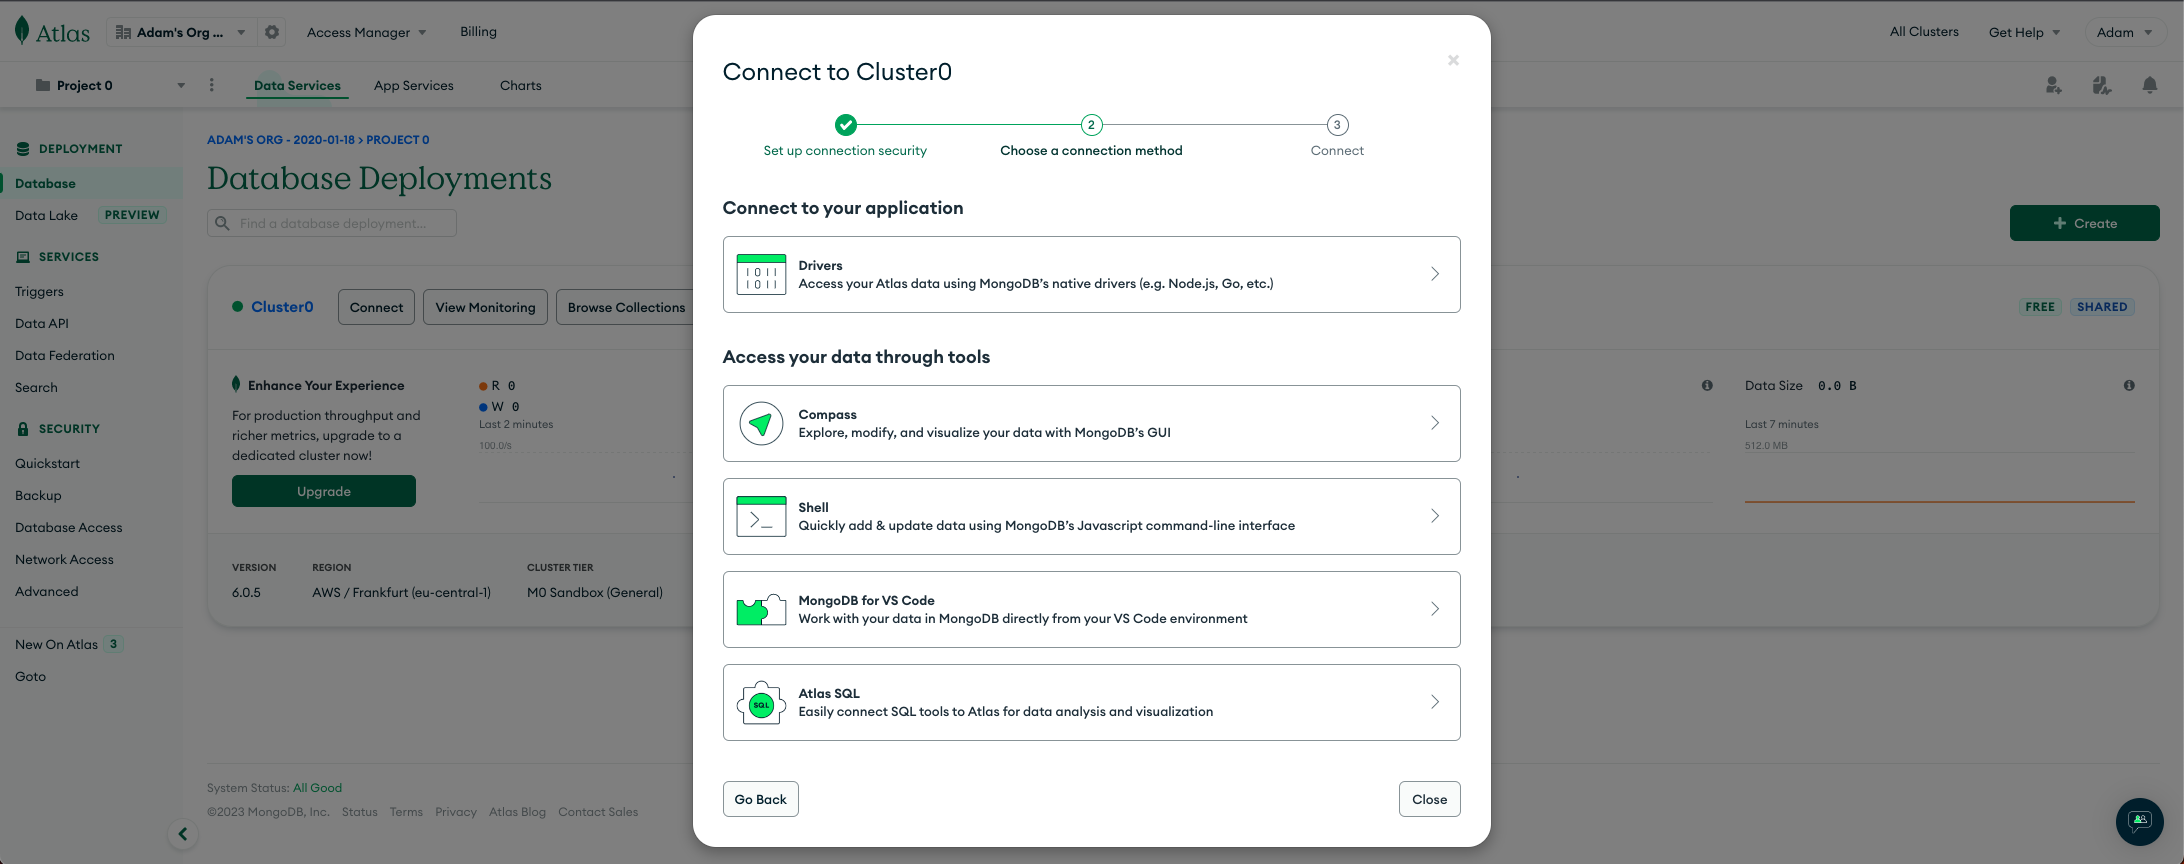 Atlas
Adam's Org ...
Access Manager
Billing
All Clusters
Get Help
Adam
Project 0
Data Services
App Services
Charts
DEPLOYMENT
Database
Data Lake PREVIEW
SERVICES
Triggers
Data API
Data Federation
Search
SECURITY
Quickstart
Backup
Database Access
Network Access
Advanced
New On Atlas 3
Goto
ADAM'S ORG - 2020-01-18 > PROJECT 0
Database Deployments
Find a database deployment...
+ Create
Cluster0
Connect
View Monitoring
Browse Collections
FREE
SHARED
Enhance Your Experience
For production throughput and
richer metrics, upgrade to a
dedicated cluster now!
Upgrade
R 0
W 0
Last 2 minutes
100.0/s
Data Size 0.0 B
Last 7 minutes
512.0 MB
VERSION
6.0.5
REGION
AWS / Frankfurt (eu-central-1)
CLUSTER TIER
M0 Sandbox (General)
System Status: All Good
©2023 MongoDB, Inc. Status Terms Privacy Atlas Blog Contact Sales
Connect to Cluster0
Set up connection security
2
Choose a connection method
3
Connect
Connect to your application
1011
1011
Drivers
Access your Atlas data using MongoDB’s native drivers (e.g. Node.js, Go, etc.)
Access your data through tools
Compass
Explore, modify, and visualize your data with MongoDB’s GUI
>_
Shell
Quickly add & update data using MongoDB’s Javascript command-line interface
MongoDB for VS Code
Work with your data in MongoDB directly from your VS Code environment
SQL
Atlas SQL
Easily connect SQL tools to Atlas for data analysis and visualization
Go Back
Close